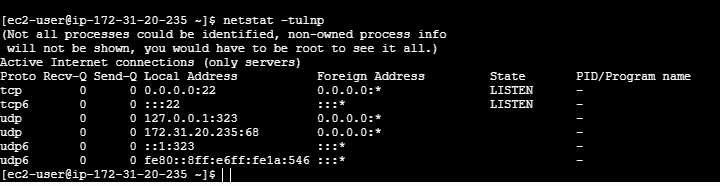 [ec2-user@ip-172-31-20-235 ~]$ netstat -tulnp
(Not all processes could be identified, non-owned process info
 will not be shown, you would have to be root to see it all.)
Active Internet connections (only servers)
Proto Recv-Q Send-Q Local Address           Foreign Address         State       PID/Program name
tcp        0      0 0.0.0.0:22              0.0.0.0:*               LISTEN      -
tcp6       0      0 :::22                   :::*                    LISTEN      -
udp        0      0 127.0.0.1:323           0.0.0.0:*                           -
udp        0      0 172.31.20.235:68        0.0.0.0:*                           -
udp6       0      0 ::1:323                 :::*                                -
udp6       0      0 fe80::8ff:e6ff:fe1a:546 :::*                                -
[ec2-user@ip-172-31-20-235 ~]$